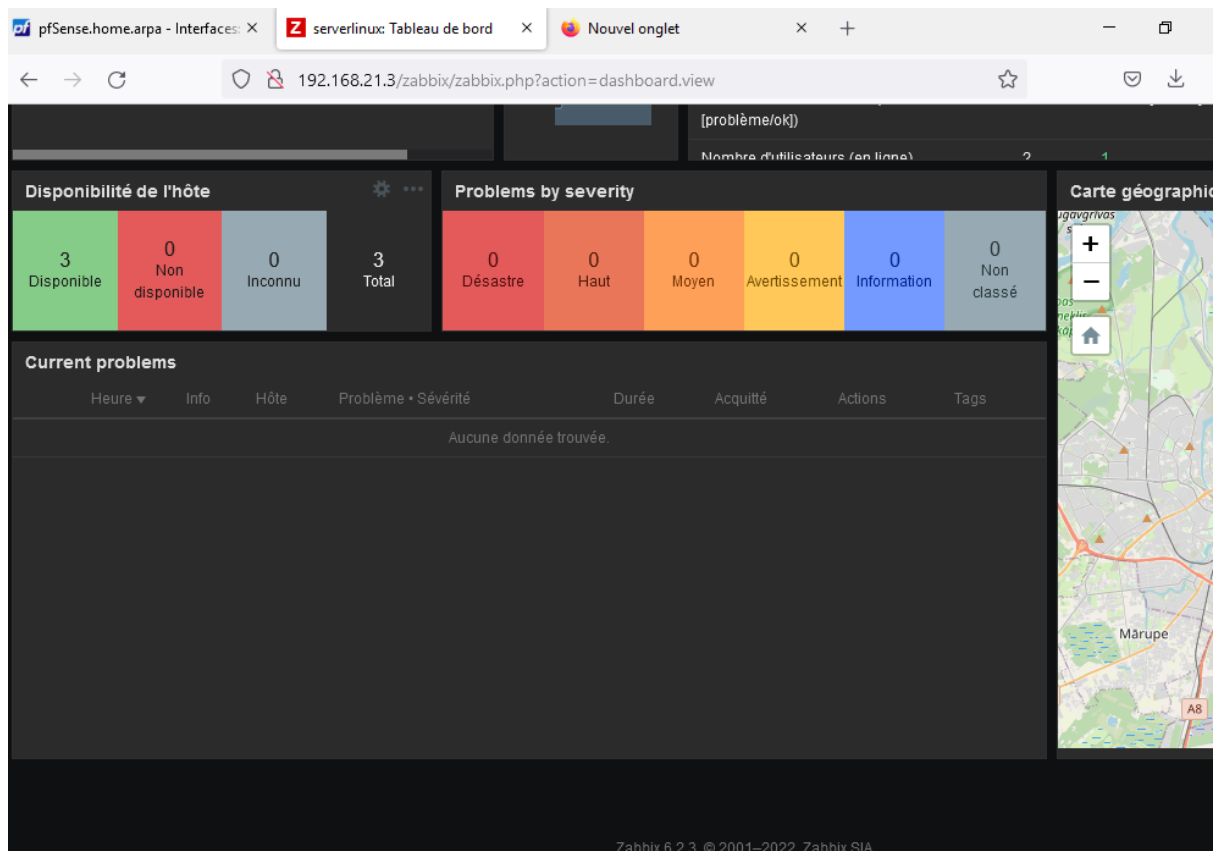 pfSense.home.arpa - Interfaces:
serverlinux: Tableau de bord
Nouvel onglet
192.168.21.3/zabbix/zabbix.php?action=dashboard.view
[problème/ok])
Nombre d'utilisateurs (en ligne) 2 1
Disponibilité de l'hôte
3
Disponible
0
Non
disponible
0
Inconnu
3
Total
Problems by severity
0
Désastre
0
Haut
0
Moyen
0
Avertissement
0
Information
0
Non
classé
Carte géographic
+
−
Current problems
Heure Info Hôte Problème • Sévérité Durée Acquitté Actions Tags
Aucune donnée trouvée.
Mārupe
A8
Zabbix 6.2.3. © 2001–2022, Zabbix SIA